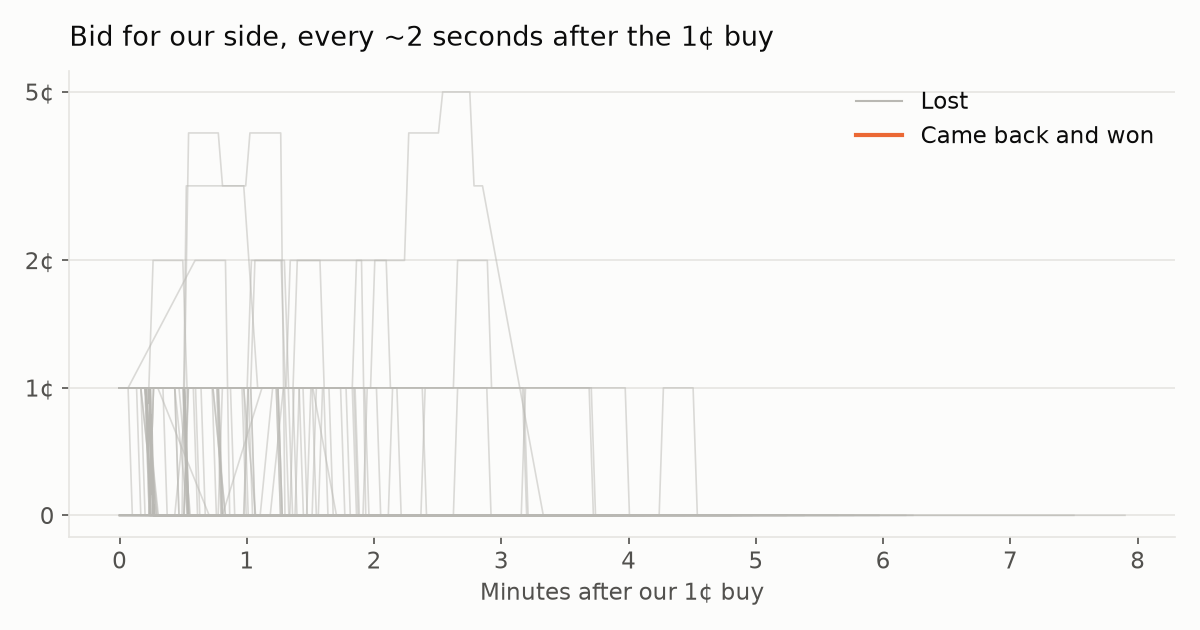 Bid for our side, every ~2 seconds after the 1¢ buy
5¢
2¢
1¢
0
Lost
Came back and won
0 1 2 3 4 5 6 7 8
Minutes after our 1¢ buy